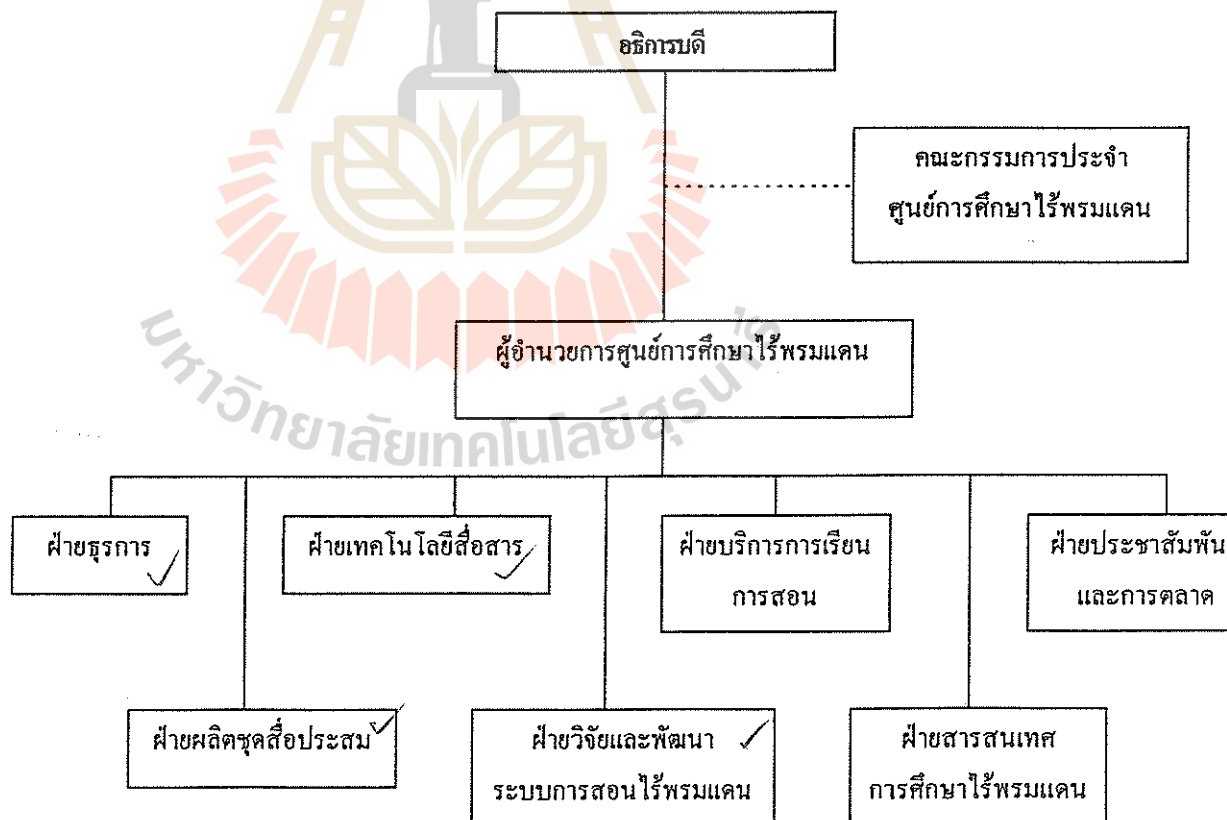 อธิการบดี
คณะกรรมการประจำ
ศูนย์การศึกษาไร้พรมแดน
ผู้อำนวยการศูนย์การศึกษาไร้พรมแดน
มหาวิทยาลัยเทคโนโลยีสุรนารี
ฝ่ายธุรการ
ฝ่ายเทคโนโลยีสื่อสาร
ฝ่ายบริการการเรียน
การสอน
ฝ่ายประชาสัมพัน
และการตลาด
ฝ่ายผลิตชุดสื่อประสม
ฝ่ายวิจัยและพัฒนา
ระบบการสอนไร้พรมแดน
ฝ่ายสารสนเทศ
การศึกษาไร้พรมแดน